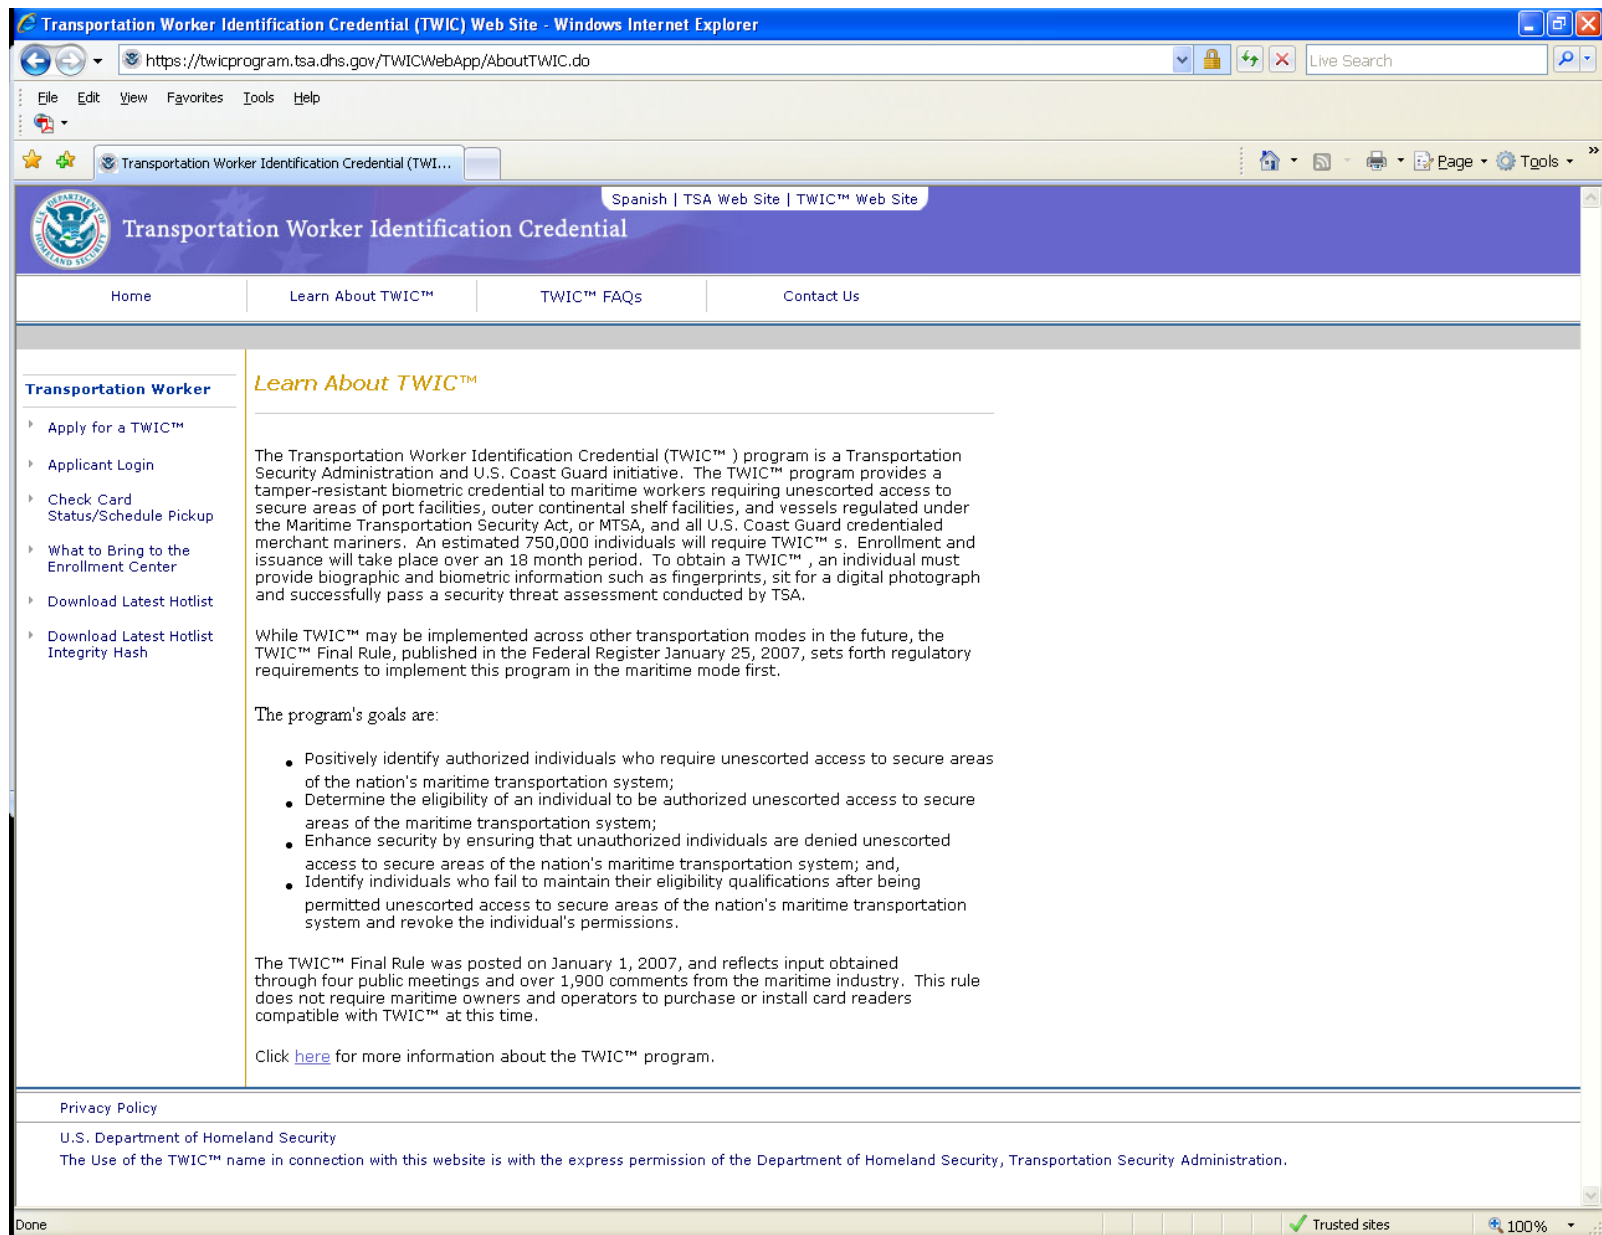 Transportation Worker Identification Credential (TWIC) Web Site - Windows Internet Explorer
https://twicprogram.tsa.dhs.gov/TWICWebApp/AboutTWIC.do
Live Search
File Edit View Favorites Tools Help
Transportation Worker Identification Credential (TWI...
Page Tools »
Spanish | TSA Web Site | TWIC™ Web Site
U.S. DEPARTMENT OF HOMELAND SECURITY
Transportation Worker Identification Credential
Home Learn About TWIC™ TWIC™ FAQs Contact Us
Transportation Worker
Apply for a TWIC™
Applicant Login
Check Card
Status/Schedule Pickup
What to Bring to the
Enrollment Center
Download Latest Hotlist
Download Latest Hotlist
Integrity Hash
Learn About TWIC™
The Transportation Worker Identification Credential (TWIC™ ) program is a Transportation
Security Administration and U.S. Coast Guard initiative. The TWIC™ program provides a
tamper-resistant biometric credential to maritime workers requiring unescorted access to
secure areas of port facilities, outer continental shelf facilities, and vessels regulated under
the Maritime Transportation Security Act, or MTSA, and all U.S. Coast Guard credentialed
merchant mariners. An estimated 750,000 individuals will require TWIC™ s. Enrollment and
issuance will take place over an 18 month period. To obtain a TWIC™ , an individual must
provide biographic and biometric information such as fingerprints, sit for a digital photograph
and successfully pass a security threat assessment conducted by TSA.
While TWIC™ may be implemented across other transportation modes in the future, the
TWIC™ Final Rule, published in the Federal Register January 25, 2007, sets forth regulatory
requirements to implement this program in the maritime mode first.
The program's goals are:
• Positively identify authorized individuals who require unescorted access to secure areas
of the nation's maritime transportation system;
• Determine the eligibility of an individual to be authorized unescorted access to secure
areas of the maritime transportation system;
• Enhance security by ensuring that unauthorized individuals are denied unescorted
access to secure areas of the nation's maritime transportation system; and,
• Identify individuals who fail to maintain their eligibility qualifications after being
permitted unescorted access to secure areas of the nation's maritime transportation
system and revoke the individual's permissions.
The TWIC™ Final Rule was posted on January 1, 2007, and reflects input obtained
through four public meetings and over 1,900 comments from the maritime industry. This rule
does not require maritime owners and operators to purchase or install card readers
compatible with TWIC™ at this time.
Click here for more information about the TWIC™ program.
Privacy Policy
U.S. Department of Homeland Security
The Use of the TWIC™ name in connection with this website is with the express permission of the Department of Homeland Security, Transportation Security Administration.
Done Trusted sites 100%